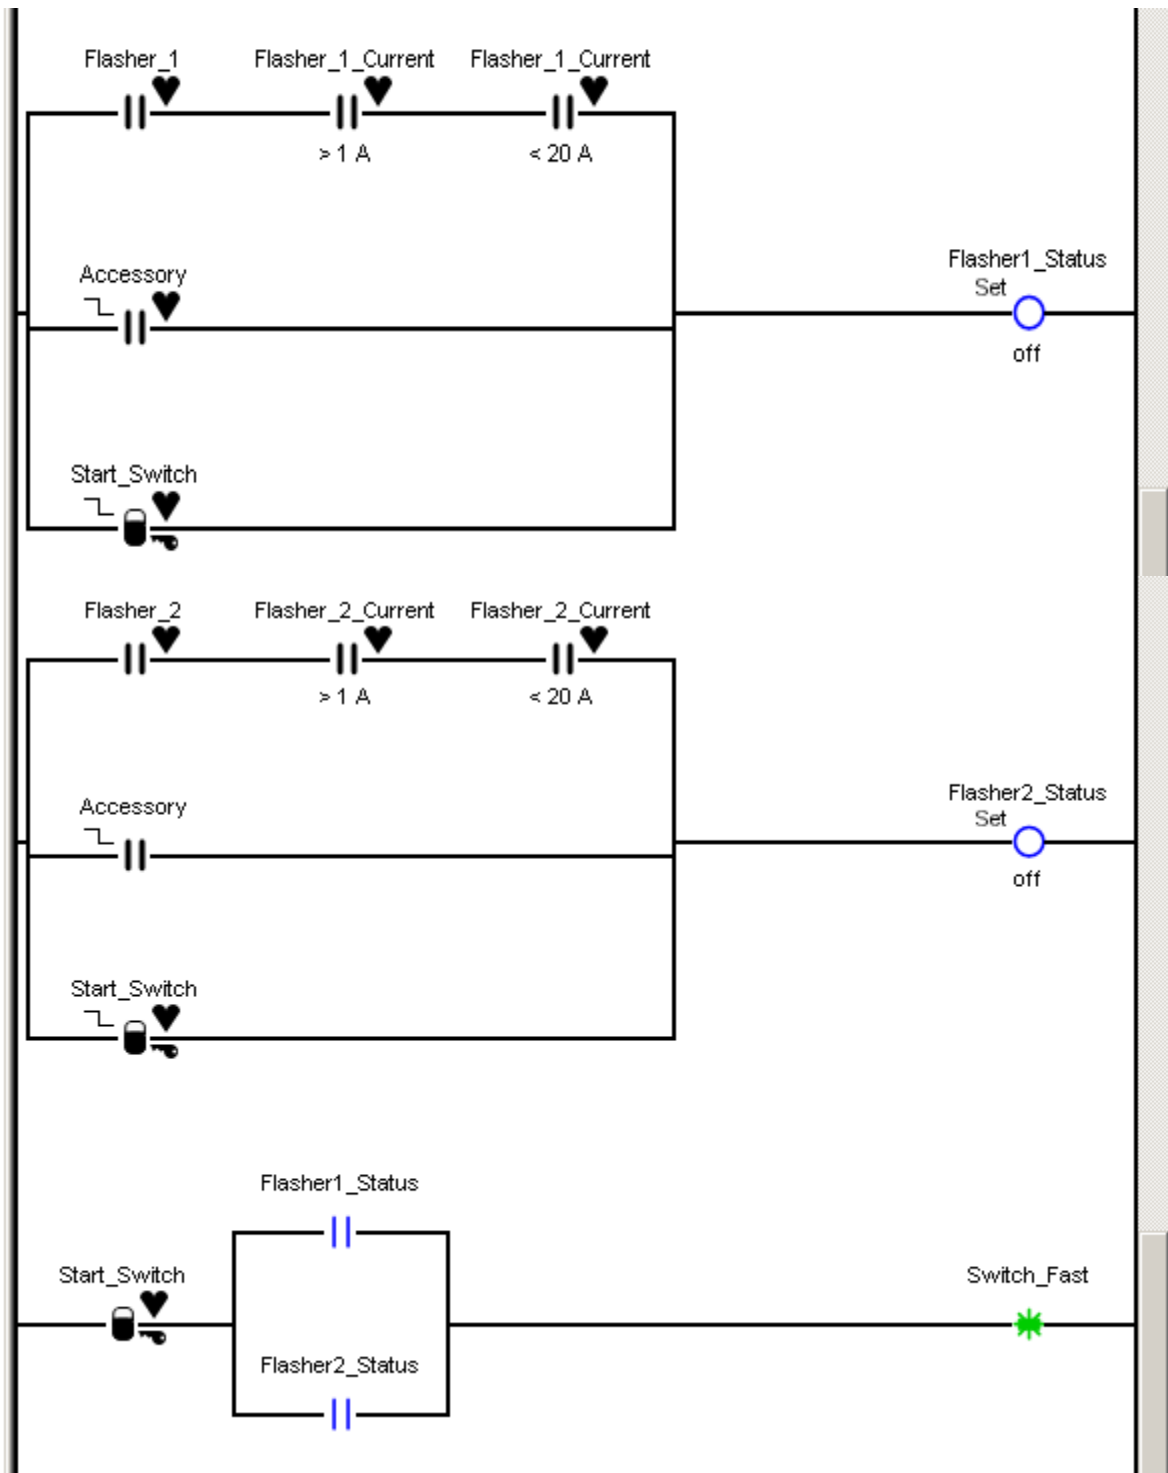 Flasher_1 Flasher_1_Current Flasher_1_Current
> 1 A < 20 A
Accessory
Flasher1_Status
Set
off
Start_Switch
Flasher_2 Flasher_2_Current Flasher_2_Current
> 1 A < 20 A
Accessory
Flasher2_Status
Set
off
Start_Switch
Flasher1_Status
Start_Switch
Switch_Fast
Flasher2_Status